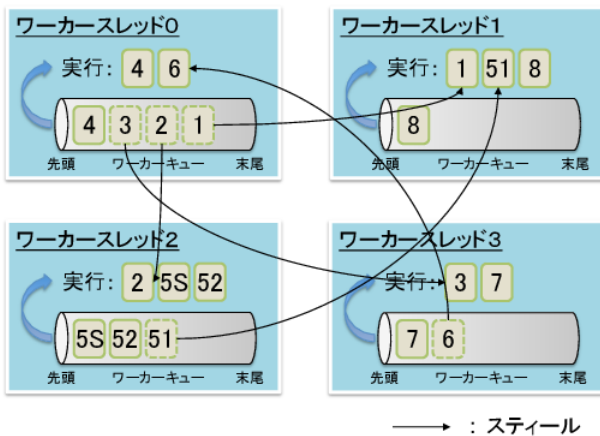 ワーカースレッド0
実行: 4 6
4 3 2 1
先頭 ワーカーキュー 末尾
ワーカースレッド1
実行: 1 51 8
8
先頭 ワーカーキュー 末尾
ワーカースレッド2
実行: 2 5S 52
5S 52 51
先頭 ワーカーキュー 末尾
ワーカースレッド3
実行: 3 7
7 6
先頭 ワーカーキュー 末尾
: スティール